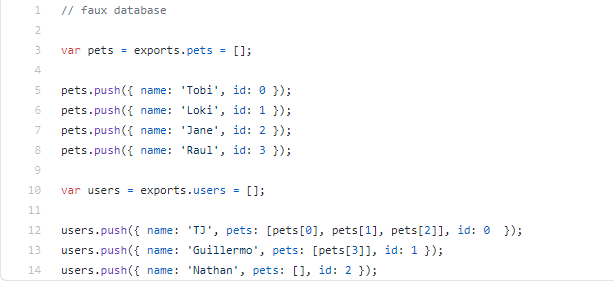 1 // faux database
2
3 var pets = exports.pets = [];
4
5 pets.push({ name: 'Tobi', id: 0 });
6 pets.push({ name: 'Loki', id: 1 });
7 pets.push({ name: 'Jane', id: 2 });
8 pets.push({ name: 'Raul', id: 3 });
9
10 var users = exports.users = [];
11
12 users.push({ name: 'TJ', pets: [pets[0], pets[1], pets[2]], id: 0  });
13 users.push({ name: 'Guillermo', pets: [pets[3]], id: 1 });
14 users.push({ name: 'Nathan', pets: [], id: 2 });